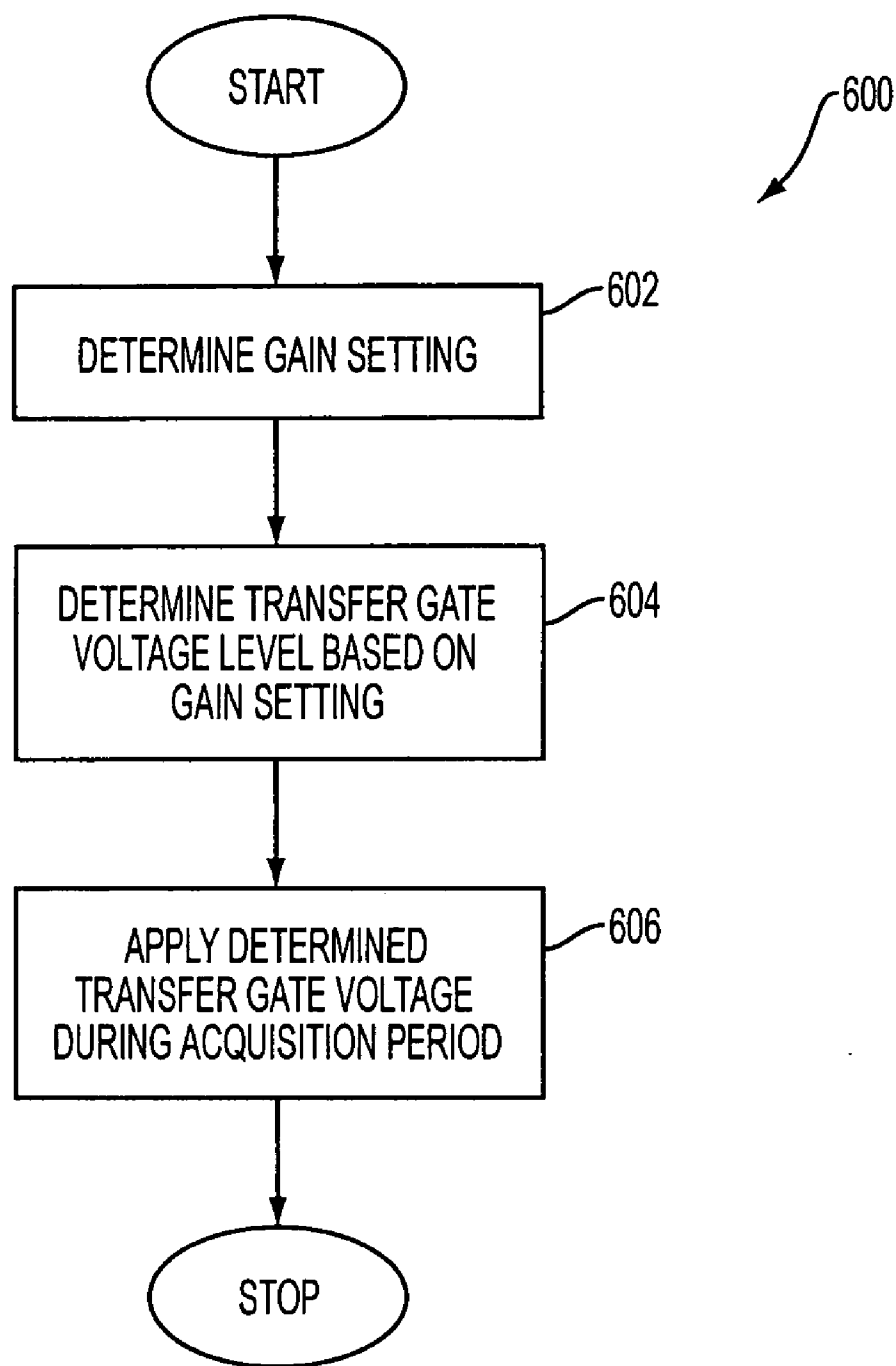 START
600
DETERMINE GAIN SETTING
602
DETERMINE TRANSFER GATE
VOLTAGE LEVEL BASED ON
GAIN SETTING
604
APPLY DETERMINED
TRANSFER GATE VOLTAGE
DURING ACQUISITION PERIOD
606
STOP